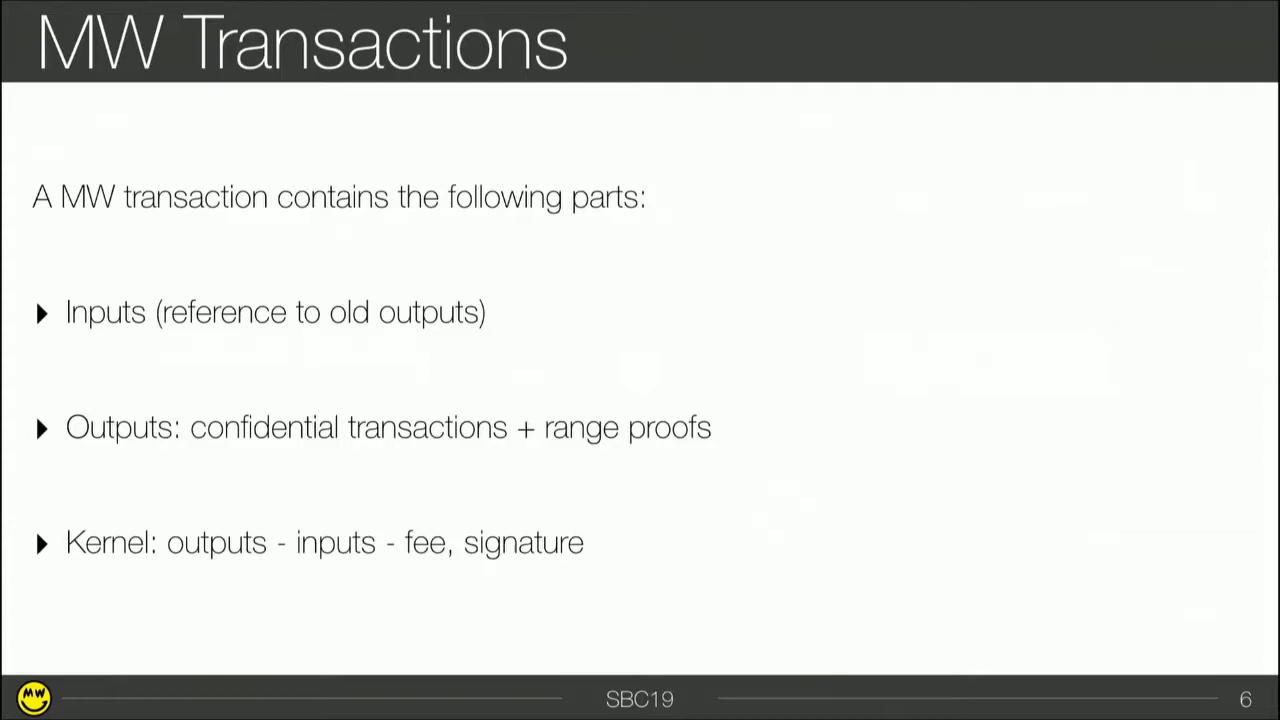 MW Transactions
A MW transaction contains the following parts:
Inputs (reference to old outputs)
Outputs: confidential transactions + range proofs
Kernel: outputs - inputs - fee, signature
MW
SBC19
6